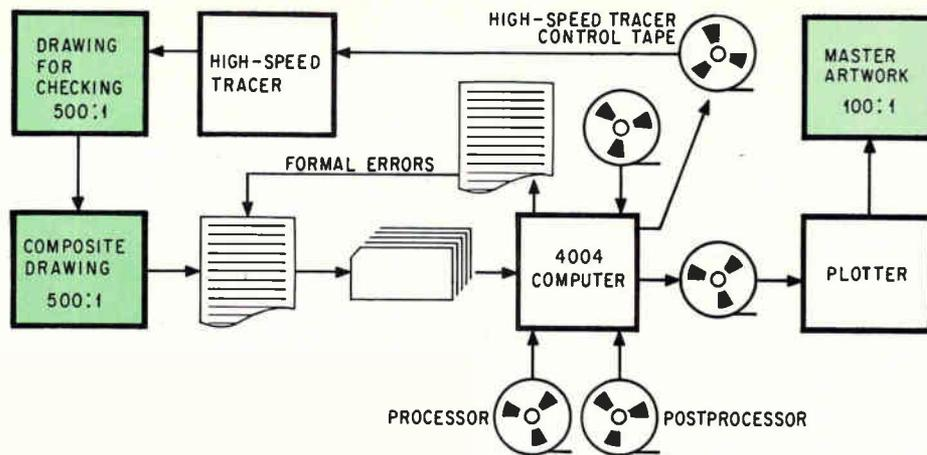 DRAWING
FOR
CHECKING
500:1
HIGH-SPEED
TRACER
HIGH-SPEED TRACER
CONTROL TAPE
MASTER
ARTWORK
100:1
FORMAL ERRORS
COMPOSITE
DRAWING
500:1
4004
COMPUTER
PLOTTER
PROCESSOR
POSTPROCESSOR